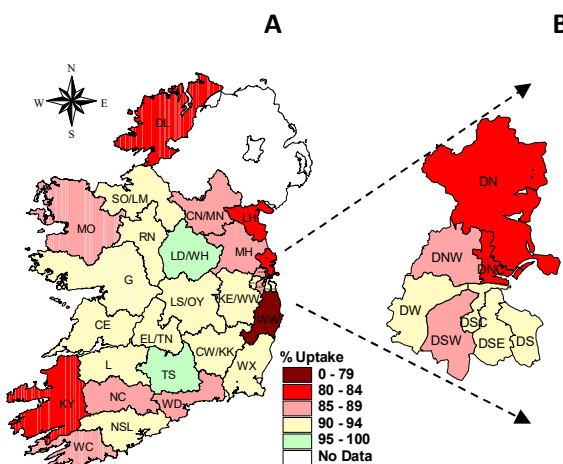 A
B
N
W E
S
DL
SO/LM
CN/MN
LH
MO
RN
LD/WH
MH
G
LS/OY
KE/WW
WW
CE
EL/TN
CW/KK
L
TS
WX
KY
NC
WD
NSL
WC
DN
DNW
DNC
DW
DSC
DSW
DSE
DS
% Uptake
0 - 79
80 - 84
85 - 89
90 - 94
95 - 100
No Data